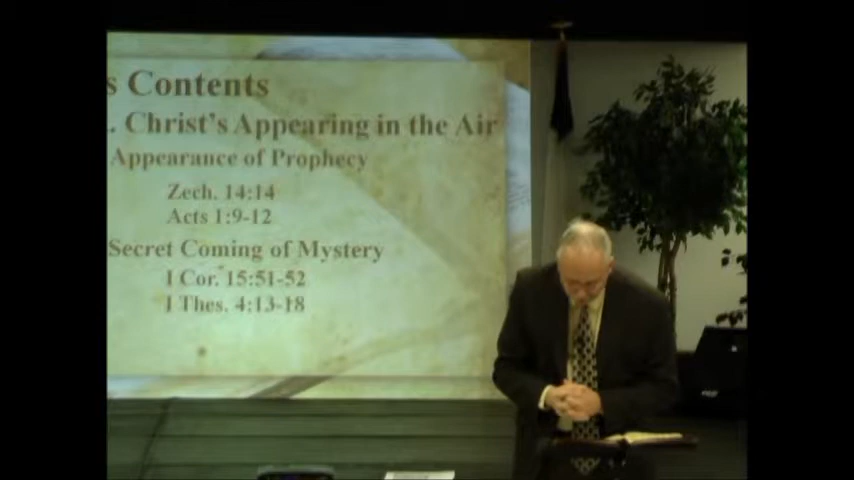 s Contents
. Christ's Appearing in the Air
Appearance of Prophecy
Zech. 14:14
Acts 1:9-12
Secret Coming of Mystery
I Cor. 15:51-52
I Thes. 4:13-18